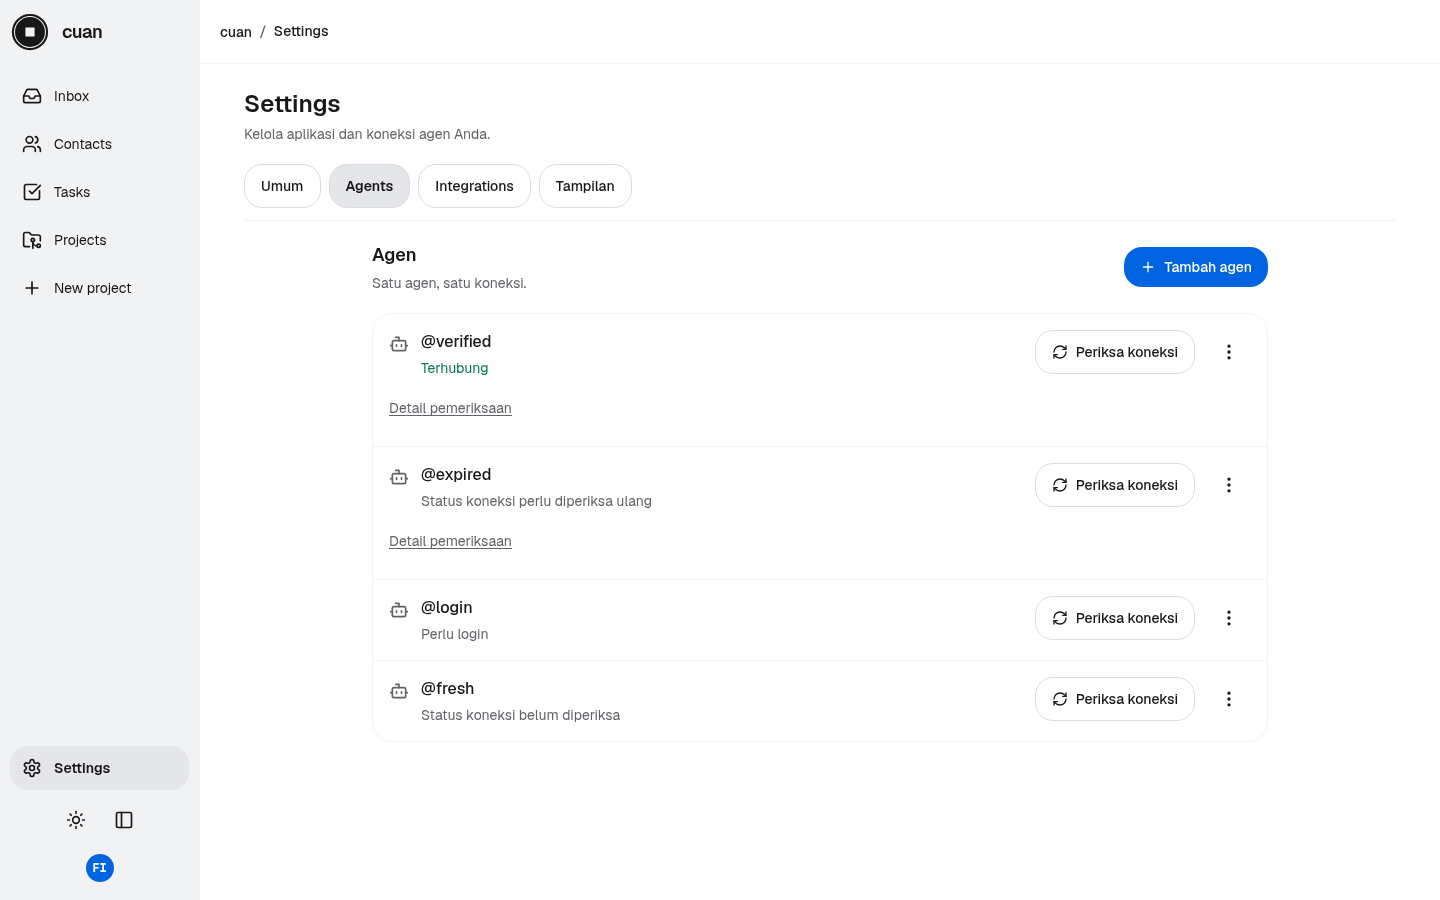 cuan
Inbox
Contacts
Tasks
Projects
New project
Settings
FI
cuan / Settings
Settings
Kelola aplikasi dan koneksi agen Anda.
Umum
Agents
Integrations
Tampilan
Agen
Satu agen, satu koneksi.
Tambah agen
@verified
Terhubung
Periksa koneksi
Detail pemeriksaan
@expired
Status koneksi perlu diperiksa ulang
Periksa koneksi
Detail pemeriksaan
@login
Perlu login
Periksa koneksi
@fresh
Status koneksi belum diperiksa
Periksa koneksi